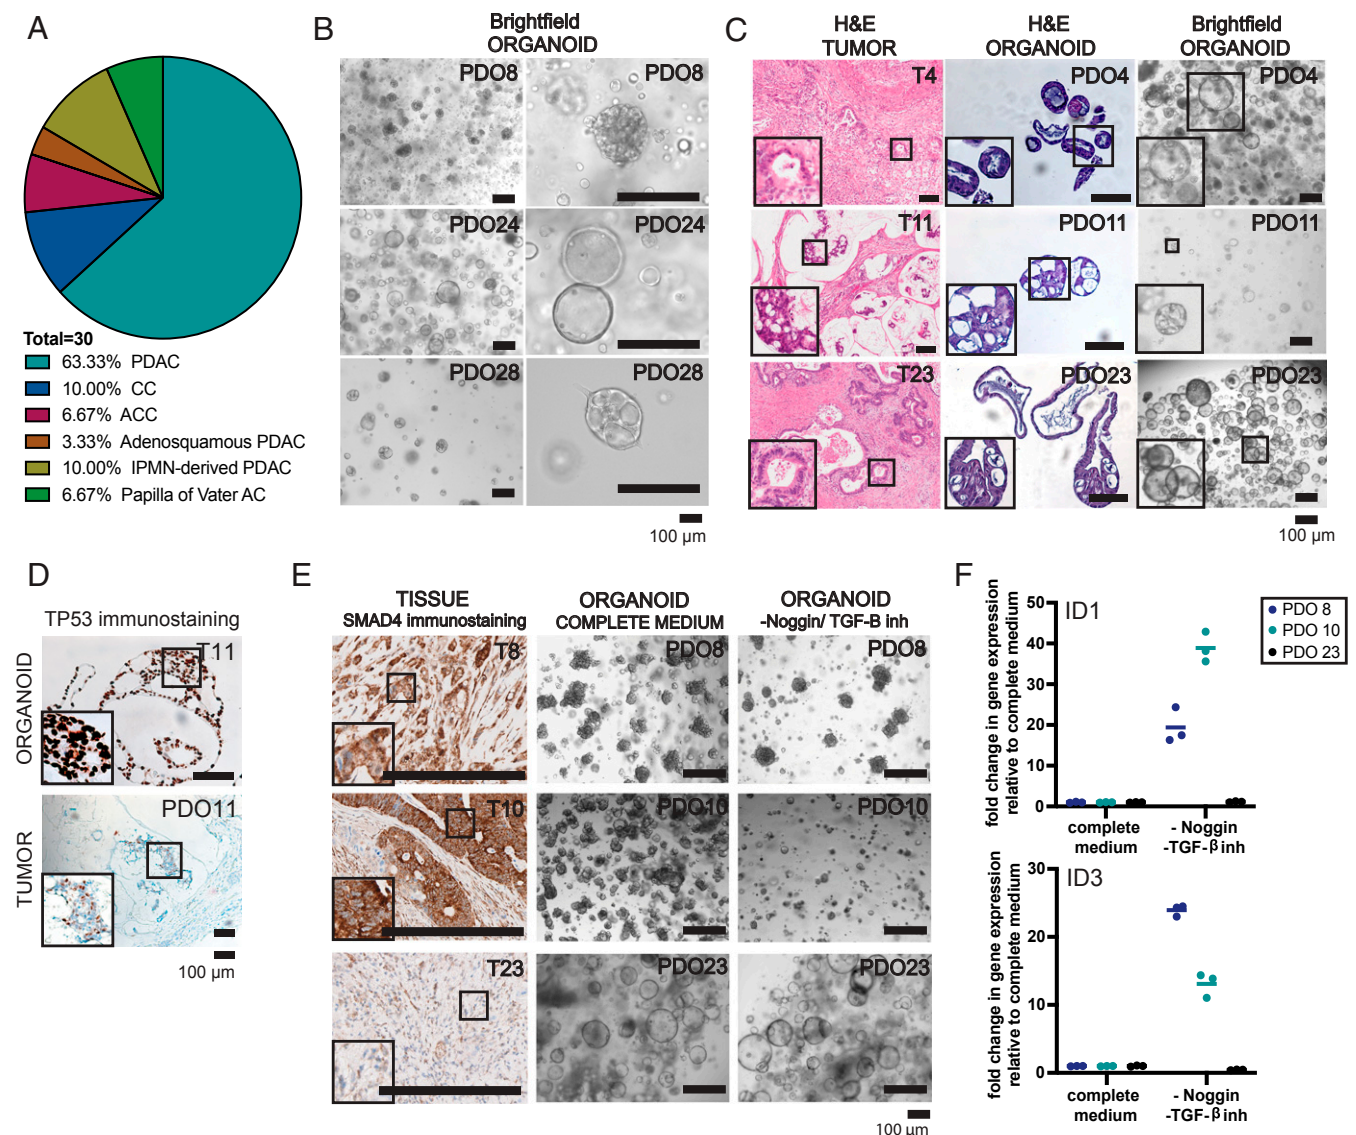 A
Total=30
63.33% PDAC
10.00% CC
6.67% ACC
3.33% Adenosquamous PDAC
10.00% IPMN-derived PDAC
6.67% Papilla of Vater AC
B
Brightfield
ORGANOID
PDO8
PDO8
PDO24
PDO24
PDO28
PDO28
100 µm
C
H&E
TUMOR
H&E
ORGANOID
Brightfield
ORGANOID
T4
PDO4
PDO4
T11
PDO11
PDO11
T23
PDO23
PDO23
100 µm
D
TP53 immunostaining
ORGANOID
T11
TUMOR
PDO11
100 µm
E
TISSUE
SMAD4 immunostaining
ORGANOID
COMPLETE MEDIUM
ORGANOID
-Noggin/ TGF-B inh
T8
PDO8
PDO8
T10
PDO10
PDO10
T23
PDO23
PDO23
100 µm
F
fold change in gene expression
relative to complete medium
ID1
50
40
30
20
10
0
complete
medium
- Noggin
-TGF-β inh
PDO 8
PDO 10
PDO 23
fold change in gene expression
relative to complete medium
ID3
30
20
10
0
complete
medium
- Noggin
-TGF-β inh